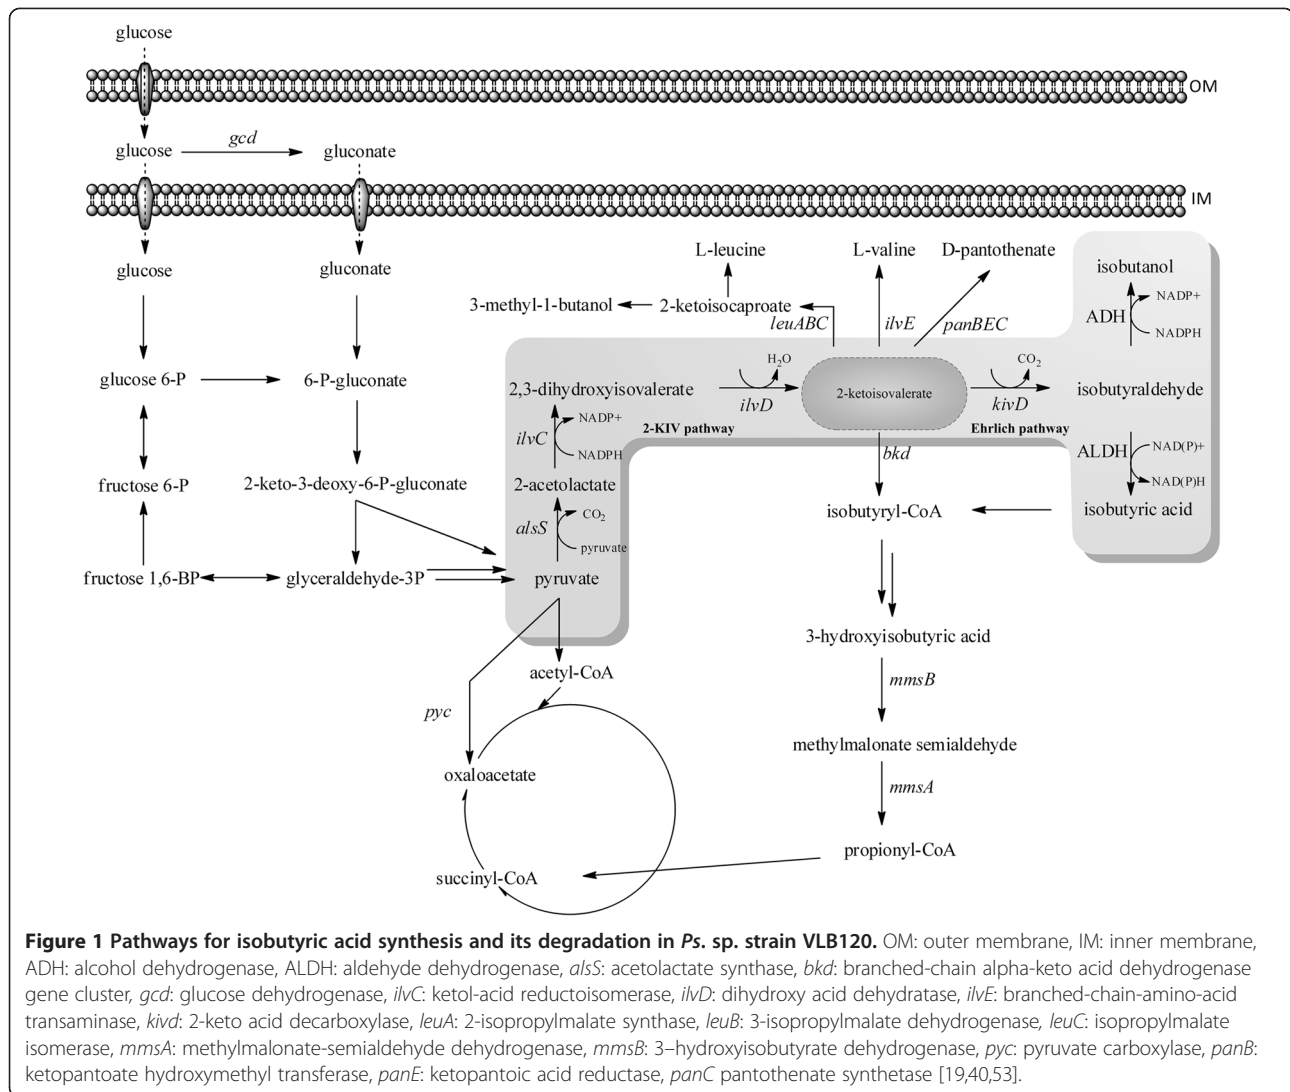 glucose
OM
glucose
gcd
gluconate
IM
glucose
gluconate
L-leucine
L-valine
D-pantothenate
isobutanol
3-methyl-1-butanol
2-ketoisocaproate
leuABC
ilvE
panBEC
ADH
NADP+
NADPH
glucose 6-P
6-P-gluconate
2,3-dihydroxyisovalerate
H2O
ilvD
2-ketoisovalerate
CO2
kivD
isobutyraldehyde
2-KIV pathway
Ehrlich pathway
ilvC
NADP+
NADPH
bkd
ALDH
NAD(P)+
NAD(P)H
fructose 6-P
2-keto-3-deoxy-6-P-gluconate
2-acetolactate
isobutyryl-CoA
isobutyric acid
alsS
CO2
pyruvate
fructose 1,6-BP
glyceraldehyde-3P
pyruvate
3-hydroxyisobutyric acid
acetyl-CoA
mmsB
pyc
methylmalonate semialdehyde
oxaloacetate
mmsA
propionyl-CoA
succinyl-CoA
Figure 1 Pathways for isobutyric acid synthesis and its degradation in Ps. sp. strain VLB120. OM: outer membrane, IM: inner membrane,
ADH: alcohol dehydrogenase, ALDH: aldehyde dehydrogenase, alsS: acetolactate synthase, bkd: branched-chain alpha-keto acid dehydrogenase
gene cluster, gcd: glucose dehydrogenase, ilvC: ketol-acid reductoisomerase, ilvD: dihydroxy acid dehydratase, ilvE: branched-chain-amino-acid
transaminase, kivd: 2-keto acid decarboxylase, leuA: 2-isopropylmalate synthase, leuB: 3-isopropylmalate dehydrogenase, leuC: isopropylmalate
isomerase, mmsA: methylmalonate-semialdehyde dehydrogenase, mmsB: 3–hydroxyisobutyrate dehydrogenase, pyc: pyruvate carboxylase, panB:
ketopantoate hydroxymethyl transferase, panE: ketopantoic acid reductase, panC pantothenate synthetase [19,40,53].